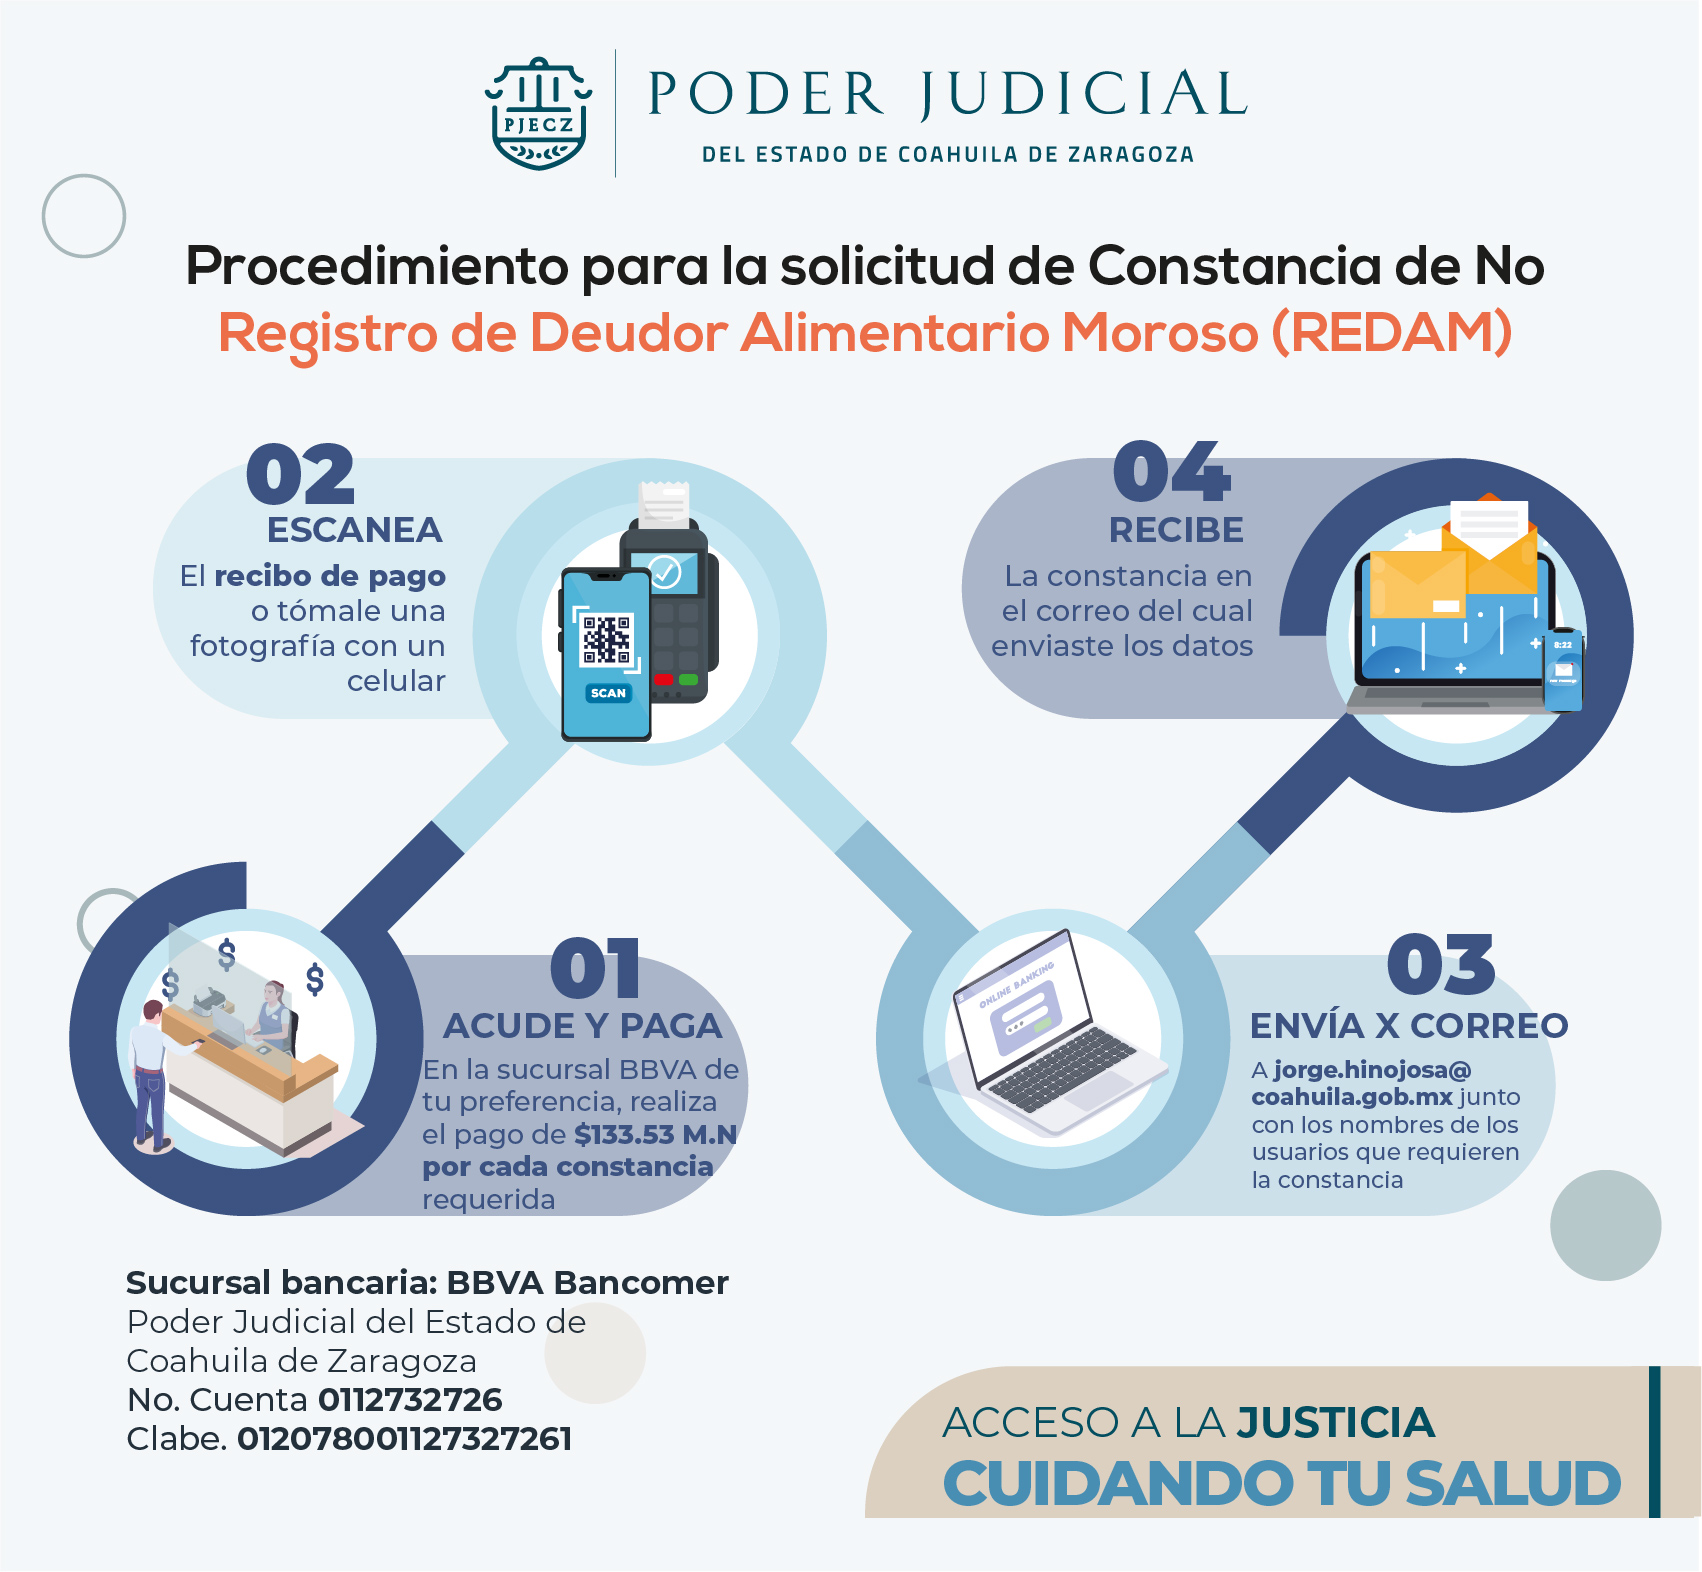 PJECZ
PODER JUDICIAL
DEL ESTADO DE COAHUILA DE ZARAGOZA
Procedimiento para la solicitud de Constancia de No
Registro de Deudor Alimentario Moroso (REDAM)
02
ESCANEA
El recibo de pago
o tómale una
fotografía con un
celular
SCAN
04
RECIBE
La constancia en
el correo del cual
enviaste los datos
8:22
01
ACUDE Y PAGA
En la sucursal BBVA de
tu preferencia, realiza
el pago de $133.53 M.N
por cada constancia
requerida
$ $ $
ONLINE BANKING
03
ENVÍA X CORREO
A jorge.hinojosa@
coahuila.gob.mx junto
con los nombres de los
usuarios que requieren
la constancia
Sucursal bancaria: BBVA Bancomer
Poder Judicial del Estado de
Coahuila de Zaragoza
No. Cuenta 0112732726
Clabe. 012078001127327261
ACCESO A LA JUSTICIA
CUIDANDO TU SALUD